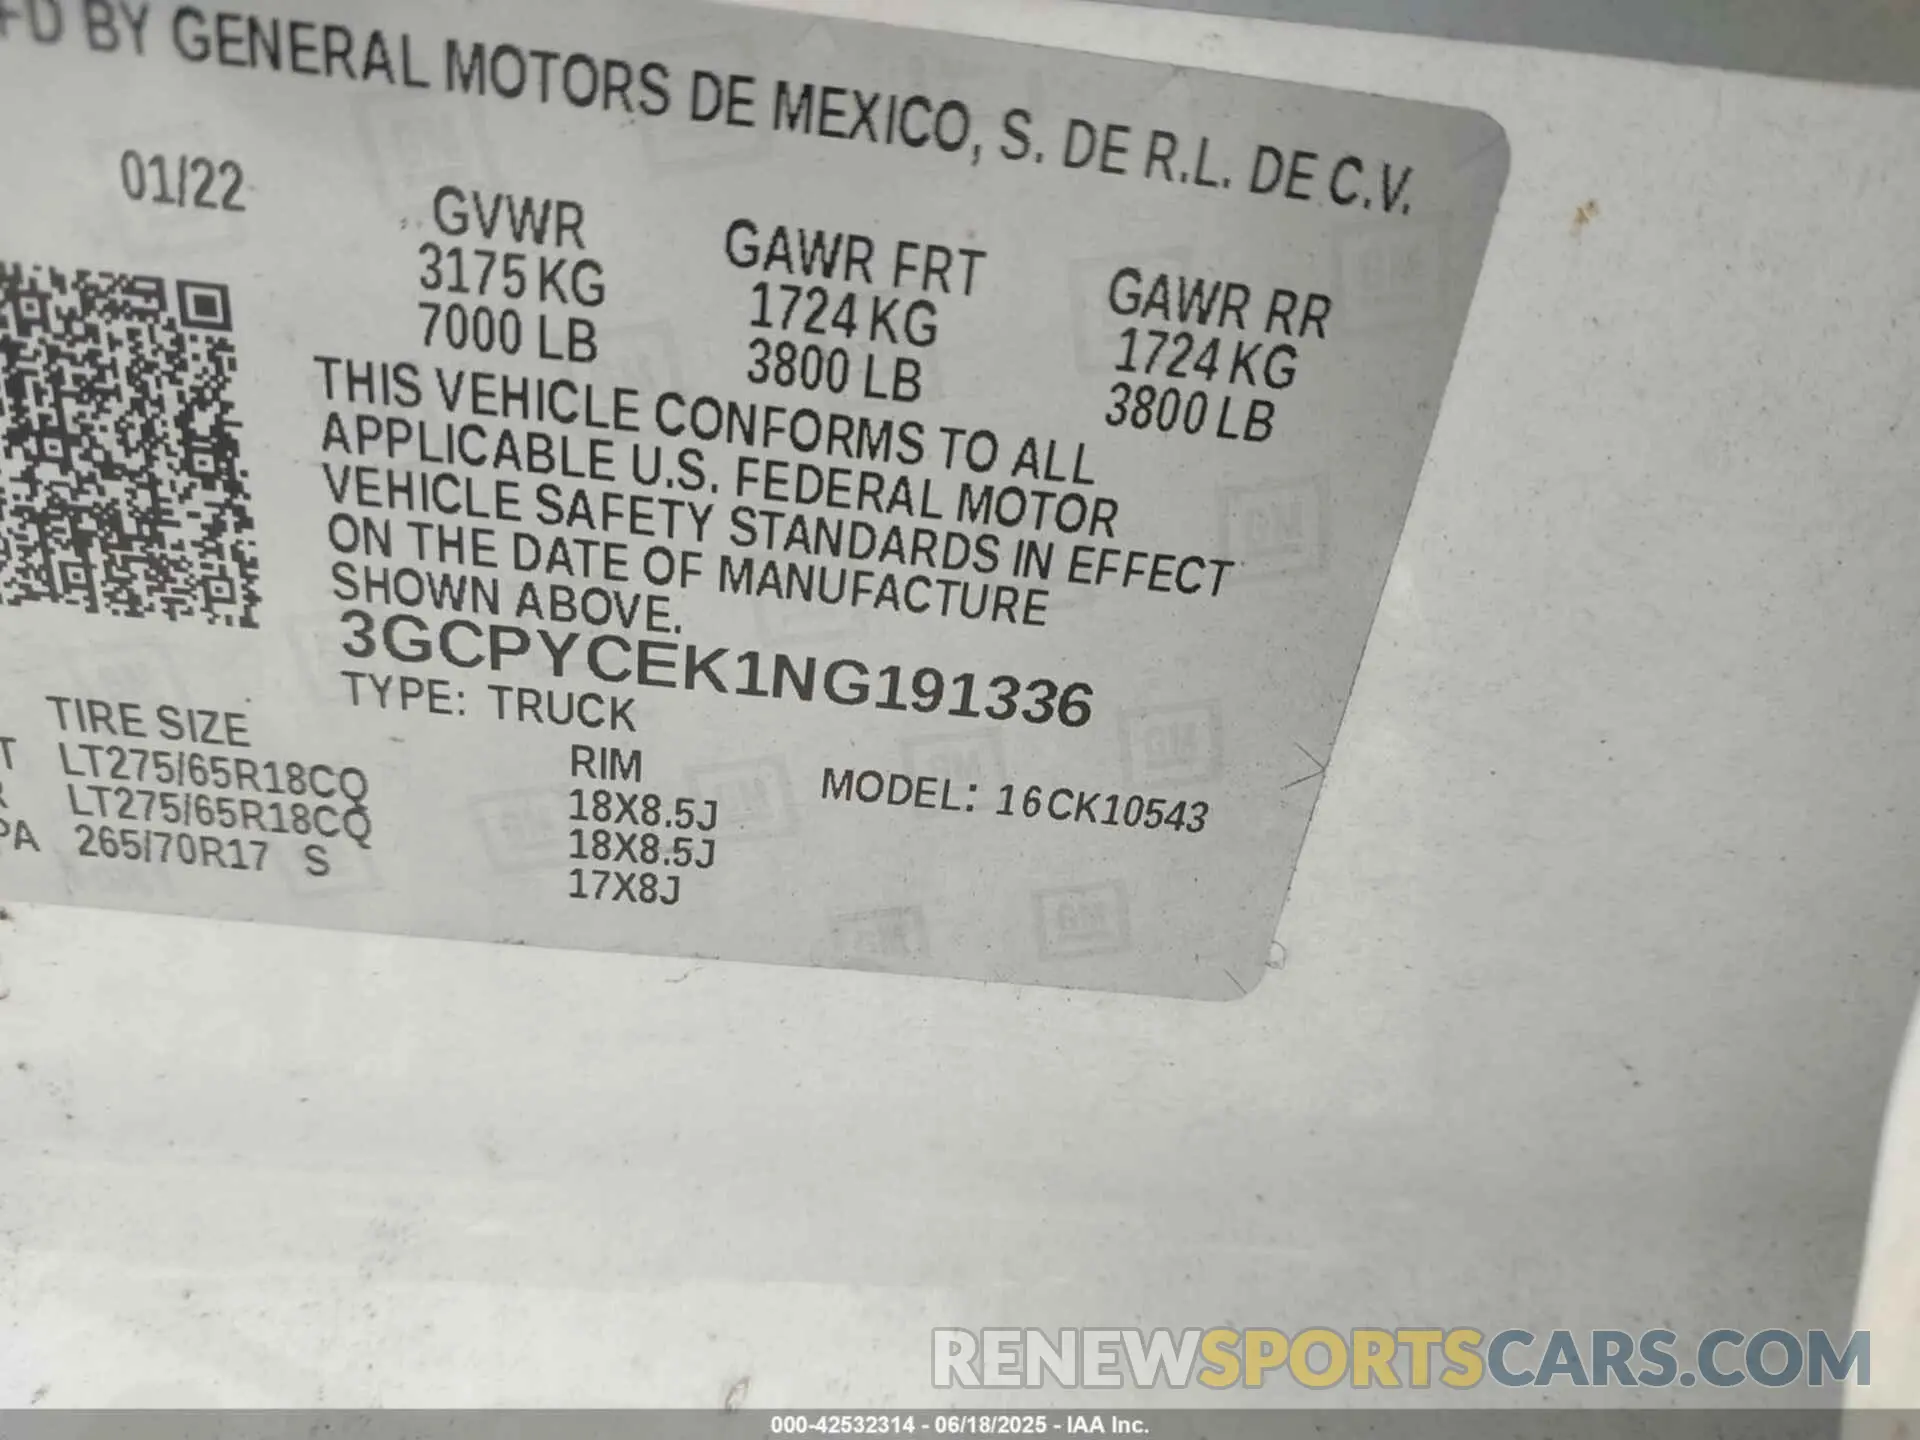 FD BY GENERAL MOTORS DE MEXICO, S. DE R.L. DE C.V.
01/22
GVWR GAWR FRT GAWR RR
3175 KG 1724 KG 1724 KG
7000 LB 3800 LB 3800 LB
THIS VEHICLE CONFORMS TO ALL
APPLICABLE U.S. FEDERAL MOTOR
VEHICLE SAFETY STANDARDS IN EFFECT
ON THE DATE OF MANUFACTURE
SHOWN ABOVE.
3GCPYCEK1NG191336
TYPE: TRUCK
TIRE SIZE RIM MODEL: 16CK10543
T LT275/65R18CQ 18X8.5J
R LT275/65R18CQ 18X8.5J
PA 265/70R17 S 17X8J
RENEWSPORTSCARS.COM
000-42532314 - 06/18/2025 - IAA Inc.